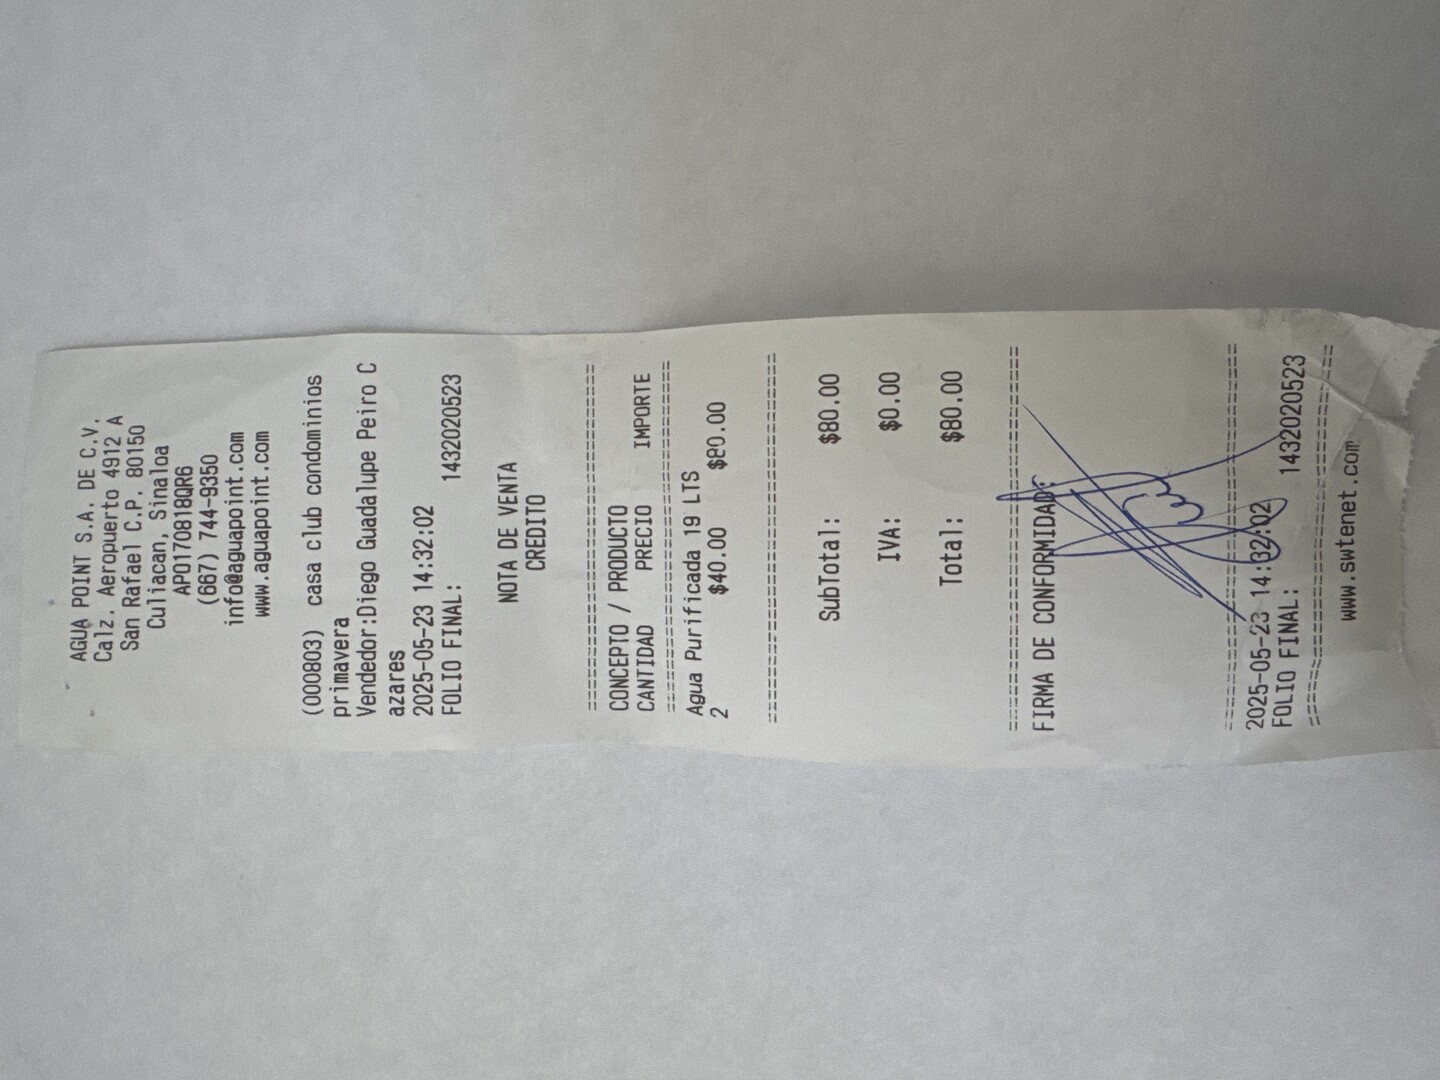 AGUA POINT S.A. DE C.V.
Calz. Aeropuerto 4912 A
San Rafael C.P. 80150
Culiacan, Sinaloa
APO170818QR6
(667) 744-9350
info@aguapoint.com
www.aguapoint.com
(000803) casa club condominios
primavera
Vendedor:Diego Guadalupe Peiro C
azares
2025-05-23 14:32:02
FOLIO FINAL: 1432020523
NOTA DE VENTA
CREDITO
================================
CONCEPTO / PRODUCTO
CANTIDAD PRECIO IMPORTE
================================
Agua Purificada 19 LTS
2 $40.00 $80.00
================================
SubTotal: $80.00
IVA: $0.00
Total: $80.00
================================
FIRMA DE CONFORMIDAD:
================================
2025-05-23 14:32:02
FOLIO FINAL: 1432020523
================================
www.swtenet.com